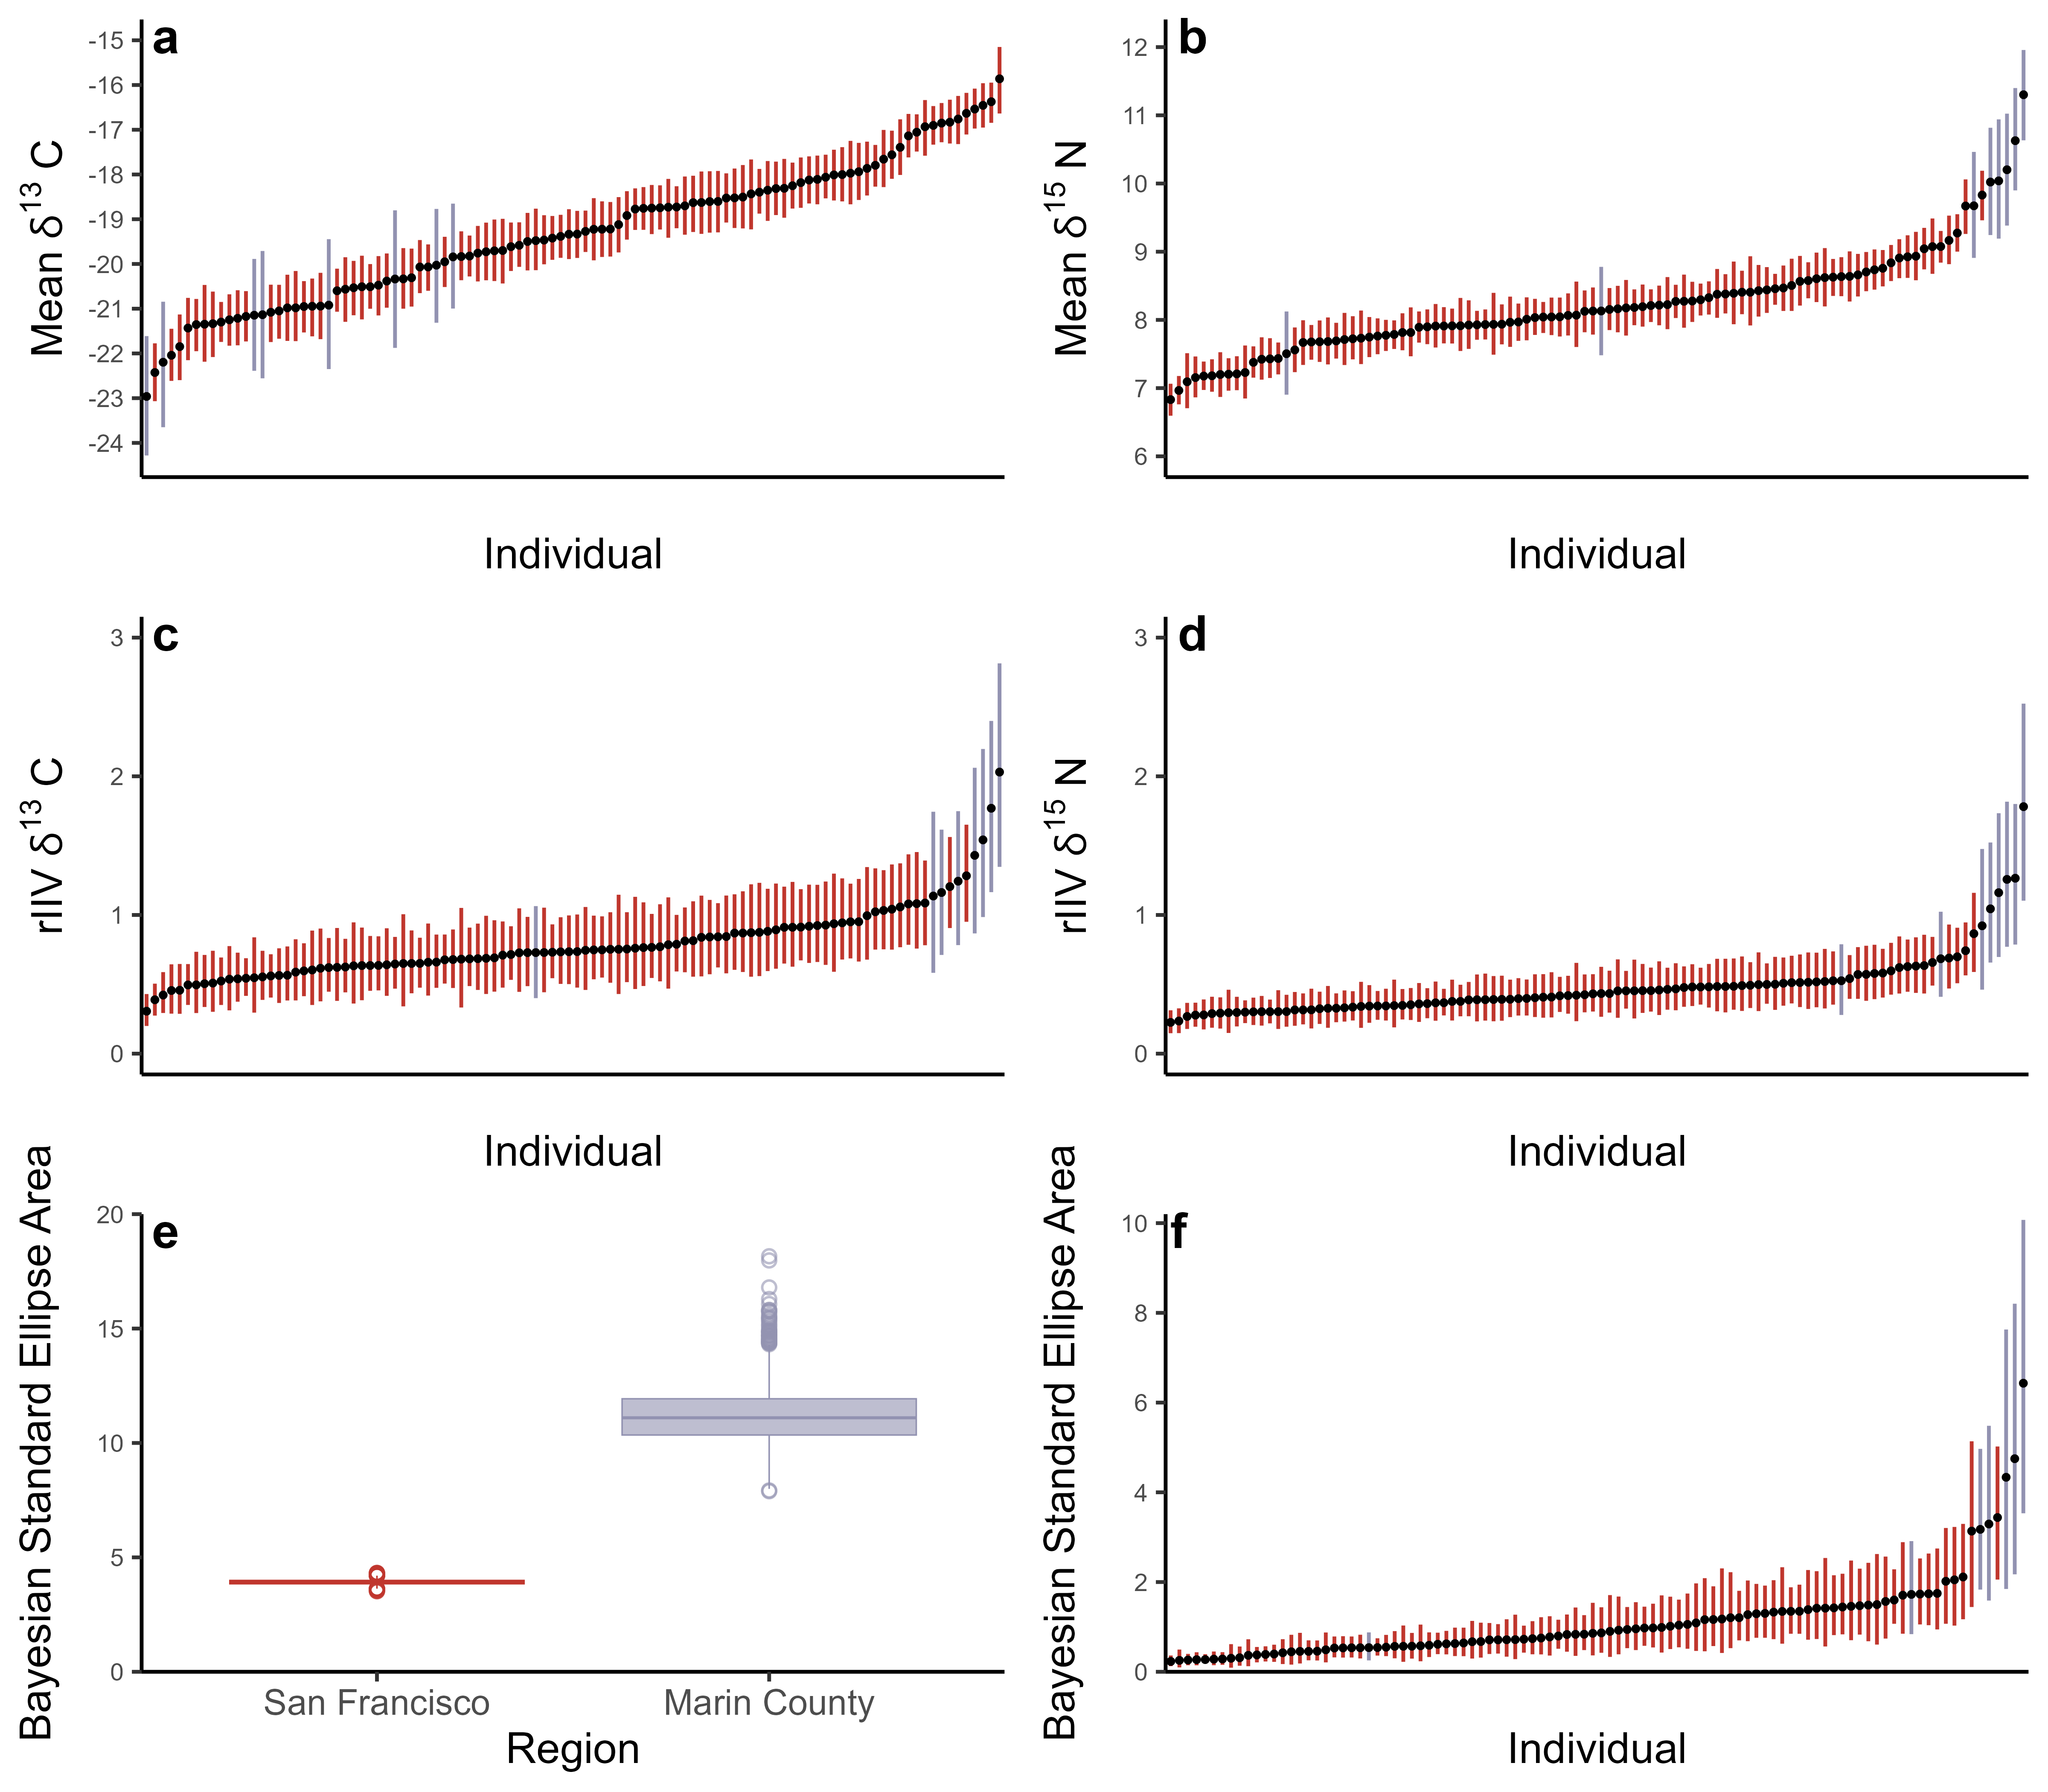 a
-15
-16
-17
-18
-19
-20
-21
-22
-23
-24
Mean δ13 C
Individual
b
12
11
10
9
8
7
6
Mean δ15 N
Individual
c
3
2
1
0
rIIV δ13 C
Individual
d
3
2
1
0
rIIV δ15 N
Individual
e
20
15
10
5
0
Bayesian Standard Ellipse Area
San Francisco
Marin County
Region
f
10
8
6
4
2
0
Bayesian Standard Ellipse Area
Individual